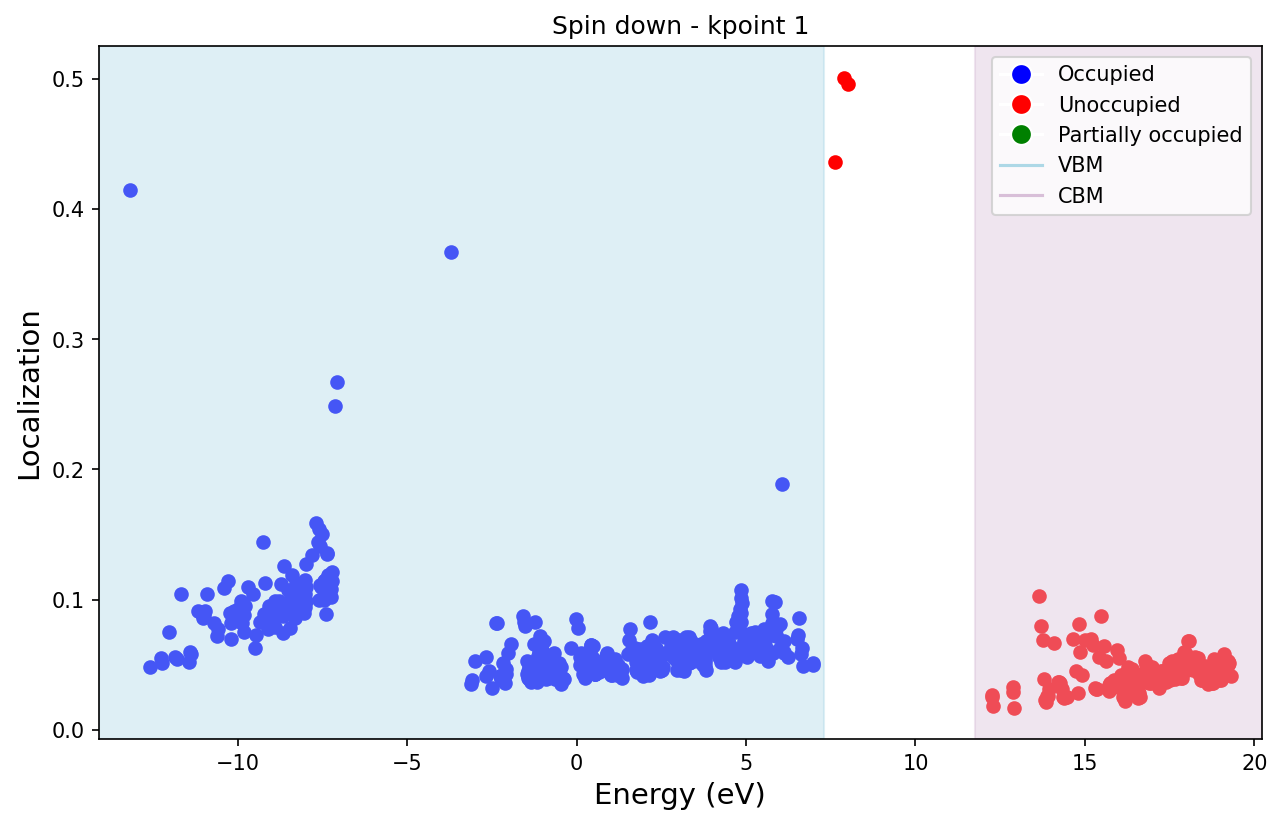 Spin down - kpoint 1
Localization
0.5
0.4
0.3
0.2
0.1
0.0
−10
−5
0
5
10
15
20
Energy (eV)
Occupied
Unoccupied
Partially occupied
VBM
CBM